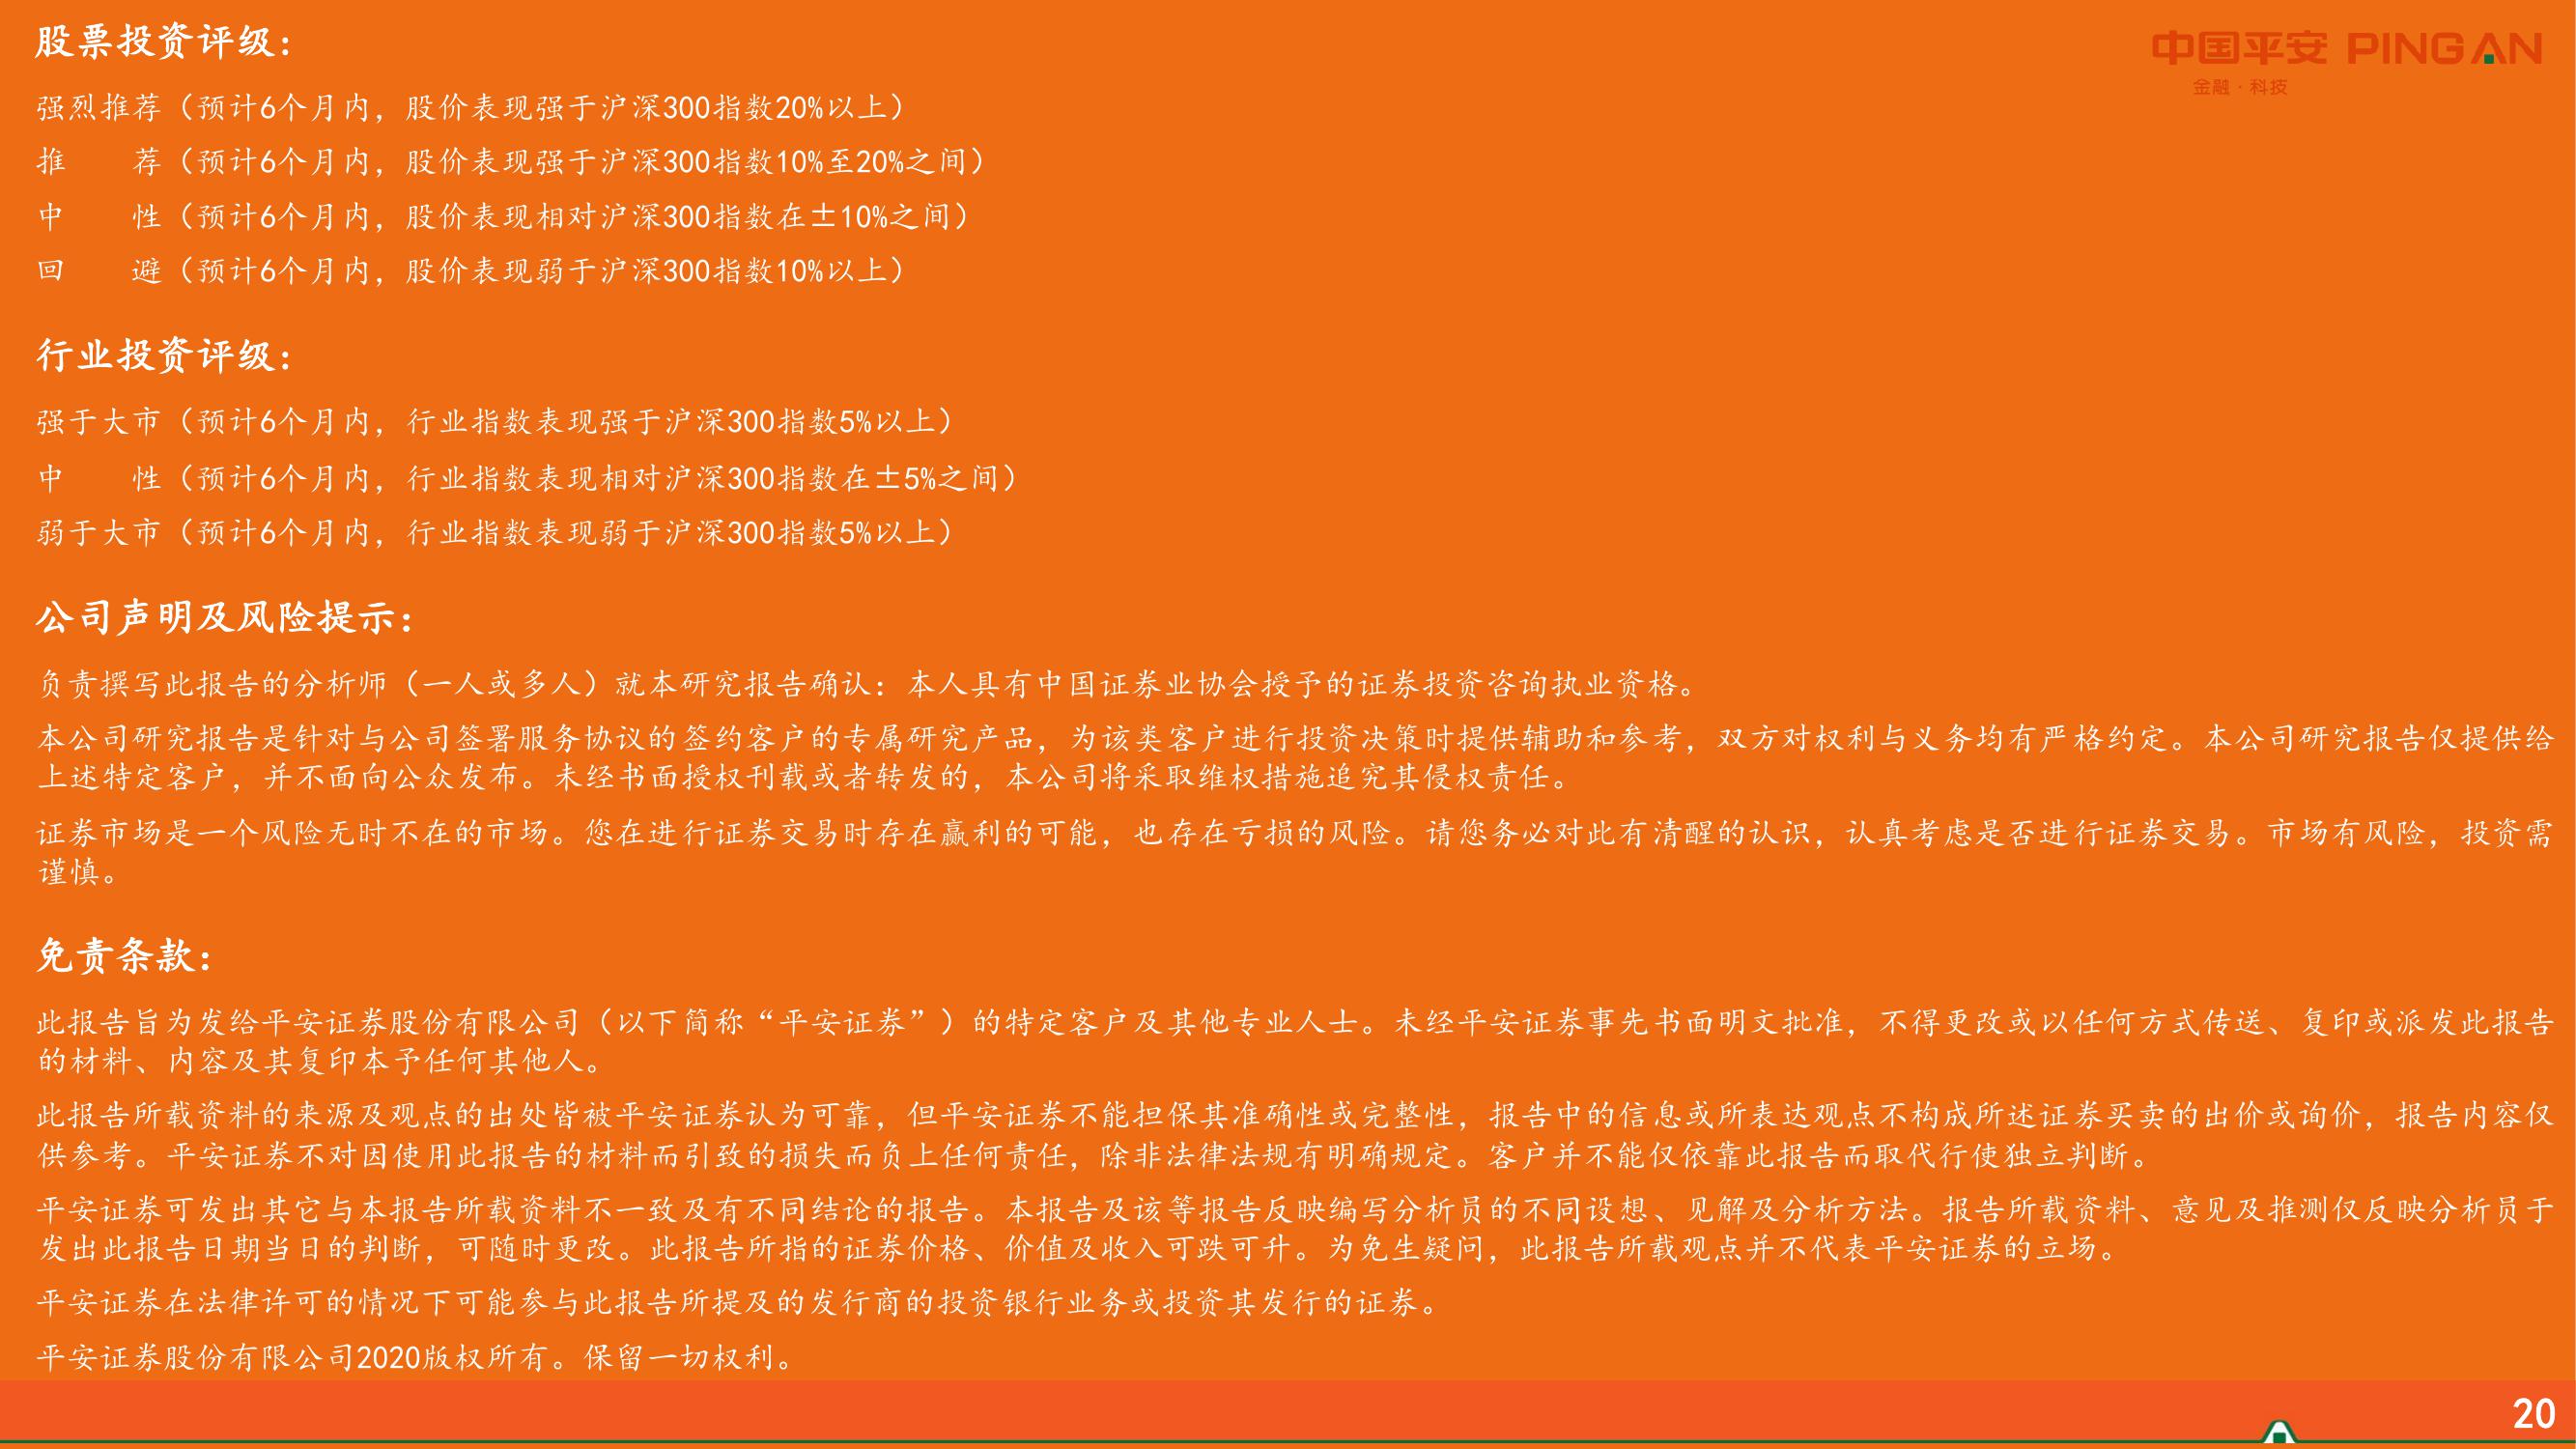 股票投资评级：
中国平安 PINGAN
金融·科技
强烈推荐（预计6个月内，股价表现强于沪深300指数20%以上）
推　　荐（预计6个月内，股价表现强于沪深300指数10%至20%之间）
中　　性（预计6个月内，股价表现相对沪深300指数在±10%之间）
回　　避（预计6个月内，股价表现弱于沪深300指数10%以上）
行业投资评级：
强于大市（预计6个月内，行业指数表现强于沪深300指数5%以上）
中　　性（预计6个月内，行业指数表现相对沪深300指数在±5%之间）
弱于大市（预计6个月内，行业指数表现弱于沪深300指数5%以上）
公司声明及风险提示：
负责撰写此报告的分析师（一人或多人）就本研究报告确认：本人具有中国证券业协会授予的证券投资咨询执业资格。
本公司研究报告是针对与公司签署服务协议的签约客户的专属研究产品，为该类客户进行投资决策时提供辅助和参考，双方对权利与义务均有严格约定。本公司研究报告仅提供给
上述特定客户，并不面向公众发布。未经书面授权刊载或者转发的，本公司将采取维权措施追究其侵权责任。
证券市场是一个风险无时不在的市场。您在进行证券交易时存在赢利的可能，也存在亏损的风险。请您务必对此有清醒的认识，认真考虑是否进行证券交易。市场有风险，投资需
谨慎。
免责条款：
此报告旨为发给平安证券股份有限公司（以下简称“平安证券”）的特定客户及其他专业人士。未经平安证券事先书面明文批准，不得更改或以任何方式传送、复印或派发此报告
的材料、内容及其复印本予任何其他人。
此报告所载资料的来源及观点的出处皆被平安证券认为可靠，但平安证券不能担保其准确性或完整性，报告中的信息或所表达观点不构成所述证券买卖的出价或询价，报告内容仅
供参考。平安证券不对因使用此报告的材料而引致的损失而负上任何责任，除非法律法规有明确规定。客户并不能仅依靠此报告而取代行使独立判断。
平安证券可发出其它与本报告所载资料不一致及有不同结论的报告。本报告及该等报告反映编写分析员的不同设想、见解及分析方法。报告所载资料、意见及推测仅反映分析员于
发出此报告日期当日的判断，可随时更改。此报告所指的证券价格、价值及收入可跌可升。为免生疑问，此报告所载观点并不代表平安证券的立场。
平安证券在法律许可的情况下可能参与此报告所提及的发行商的投资银行业务或投资其发行的证券。
平安证券股份有限公司2020版权所有。保留一切权利。
20